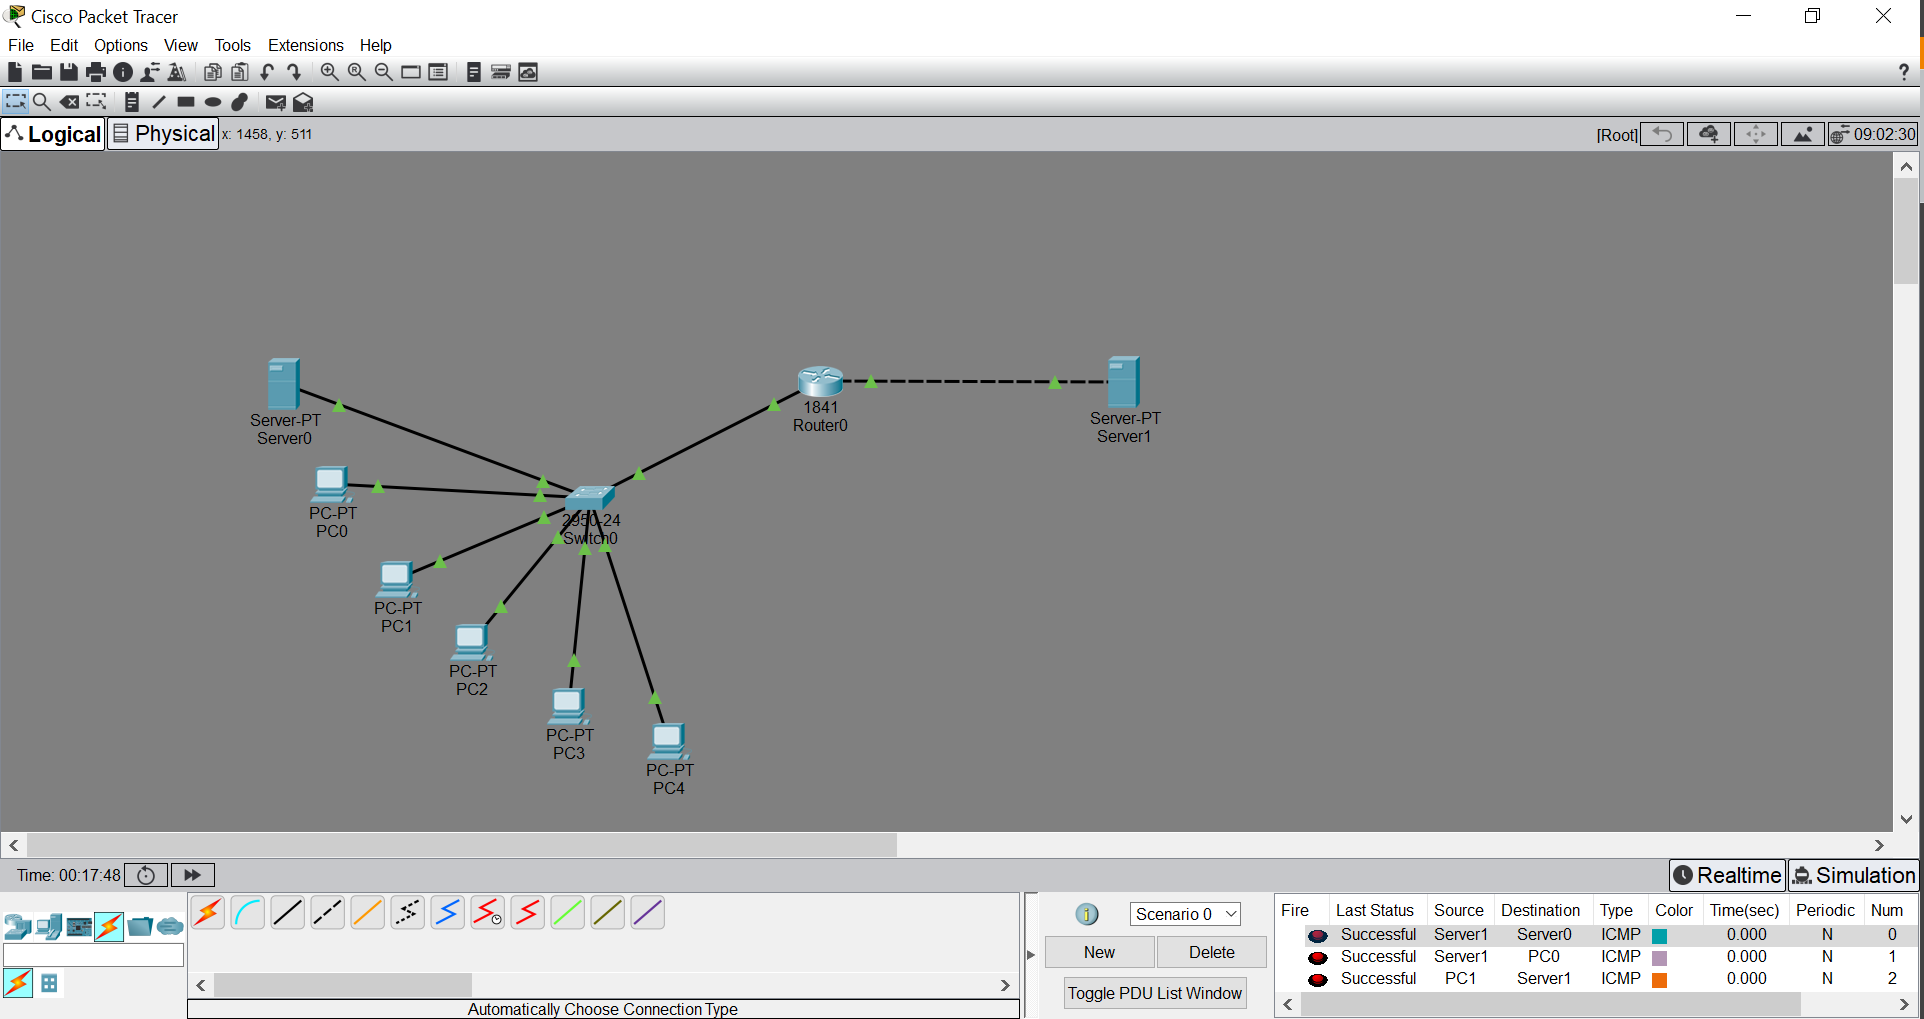 Cisco Packet Tracer
File Edit Options View Tools Extensions Help
?
Logical Physical x: 1458, y: 511 [Root] 09:02:30
Server-PT
Server0
1841
Router0
Server-PT
Server1
PC-PT
PC0
2950-24
Switch0
PC-PT
PC1
PC-PT
PC2
PC-PT
PC3
PC-PT
PC4
Time: 00:17:48 Realtime Simulation
Scenario 0
New Delete
Toggle PDU List Window
Fire Last Status Source Destination Type Color Time(sec) Periodic Num
Successful Server1 Server0 ICMP 0.000 N 0
Successful Server1 PC0 ICMP 0.000 N 1
Successful PC1 Server1 ICMP 0.000 N 2
Automatically Choose Connection Type